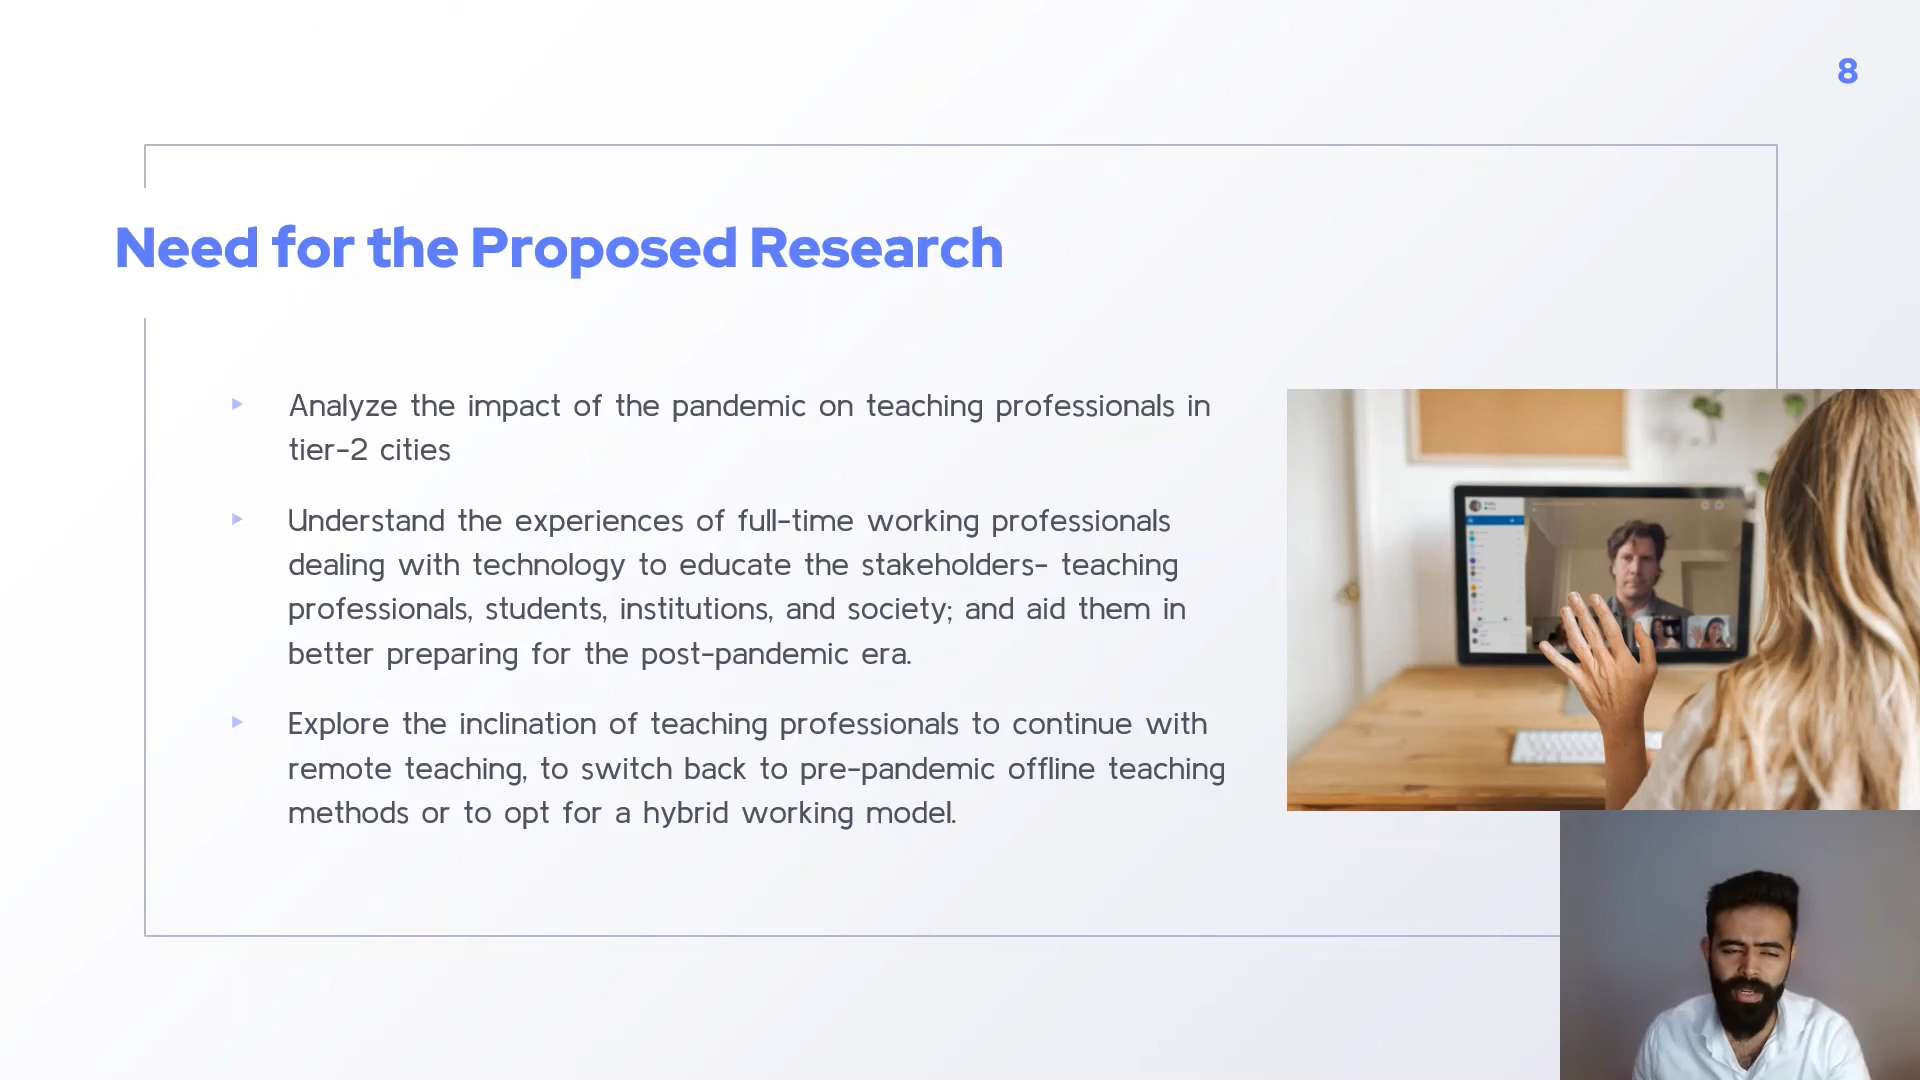 8
Need for the Proposed Research
Analyze the impact of the pandemic on teaching professionals in
tier-2 cities
Understand the experiences of full-time working professionals
dealing with technology to educate the stakeholders- teaching
professionals, students, institutions, and society; and aid them in
better preparing for the post-pandemic era.
Explore the inclination of teaching professionals to continue with
remote teaching, to switch back to pre-pandemic offline teaching
methods or to opt for a hybrid working model.